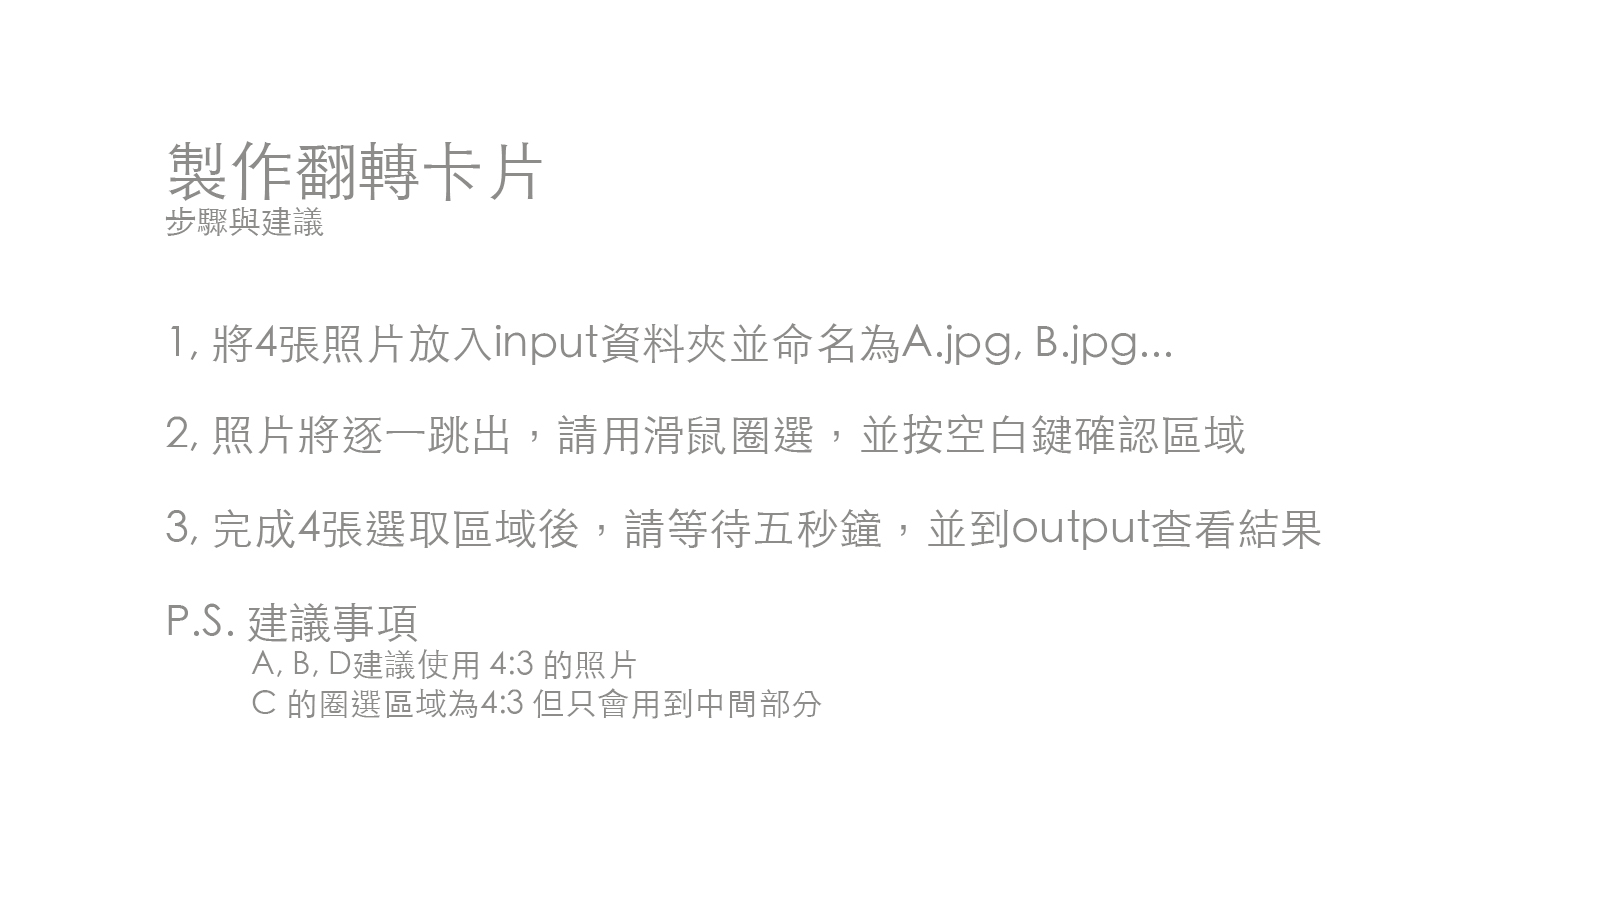 製作翻轉卡片
步驟與建議
1, 將4張照片放入input資料夾並命名為A.jpg, B.jpg...
2, 照片將逐一跳出，請用滑鼠圈選，並按空白鍵確認區域
3, 完成4張選取區域後，請等待五秒鐘，並到output查看結果
P.S. 建議事項
A, B, D建議使用 4:3 的照片
C 的圈選區域為4:3 但只會用到中間部分